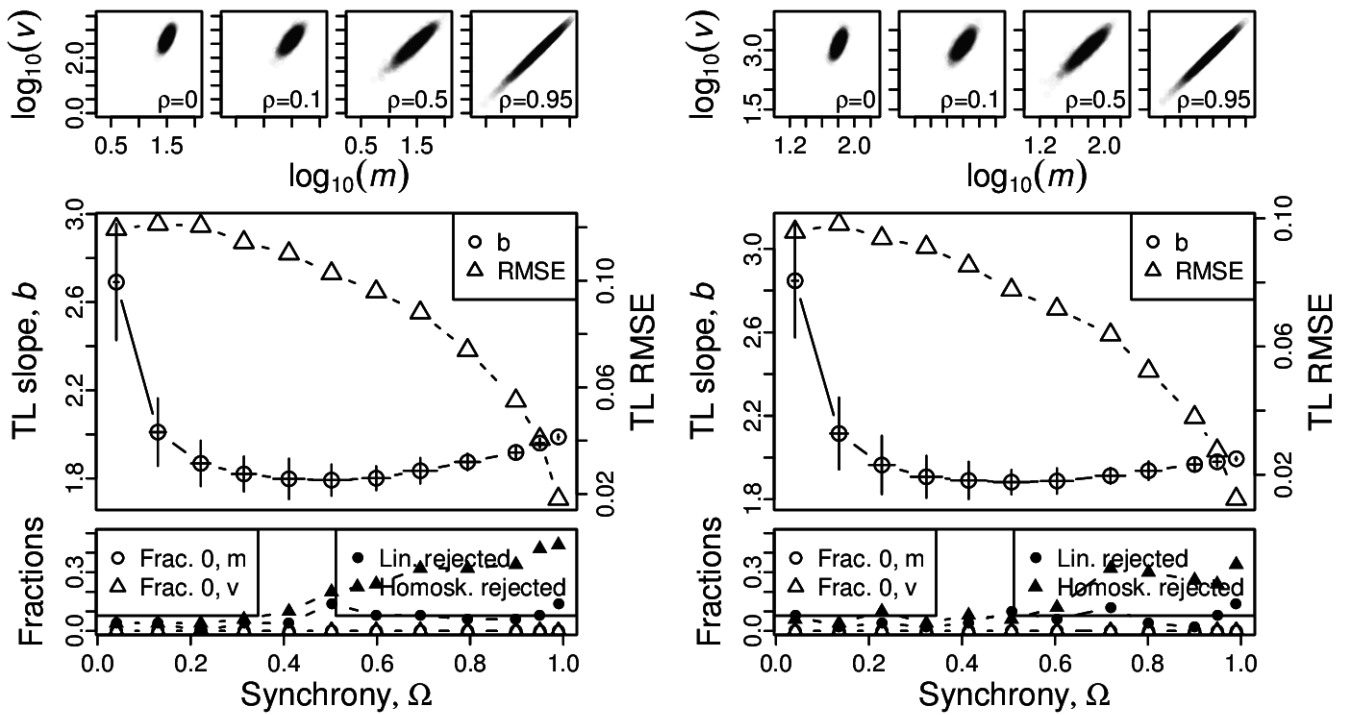 log10(v)
0.0 2.0
ρ=0 ρ=0.1 ρ=0.5 ρ=0.95
0.5 1.5 0.5 1.5
log10(m)
TL slope, b
1.8 2.2 2.6 3.0
b
RMSE
0.02 0.06 0.10
TL RMSE
Fractions
0.0 0.3
Frac. 0, m
Frac. 0, v
Lin. rejected
Homosk. rejected
0.0 0.2 0.4 0.6 0.8 1.0
Synchrony, Ω
log10(v)
1.5 3.0
ρ=0 ρ=0.1 ρ=0.5 ρ=0.95
1.2 2.0 1.2 2.0
log10(m)
TL slope, b
1.8 2.2 2.6 3.0
b
RMSE
0.02 0.06 0.10
TL RMSE
Fractions
0.0 0.3
Frac. 0, m
Frac. 0, v
Lin. rejected
Homosk. rejected
0.0 0.2 0.4 0.6 0.8 1.0
Synchrony, Ω